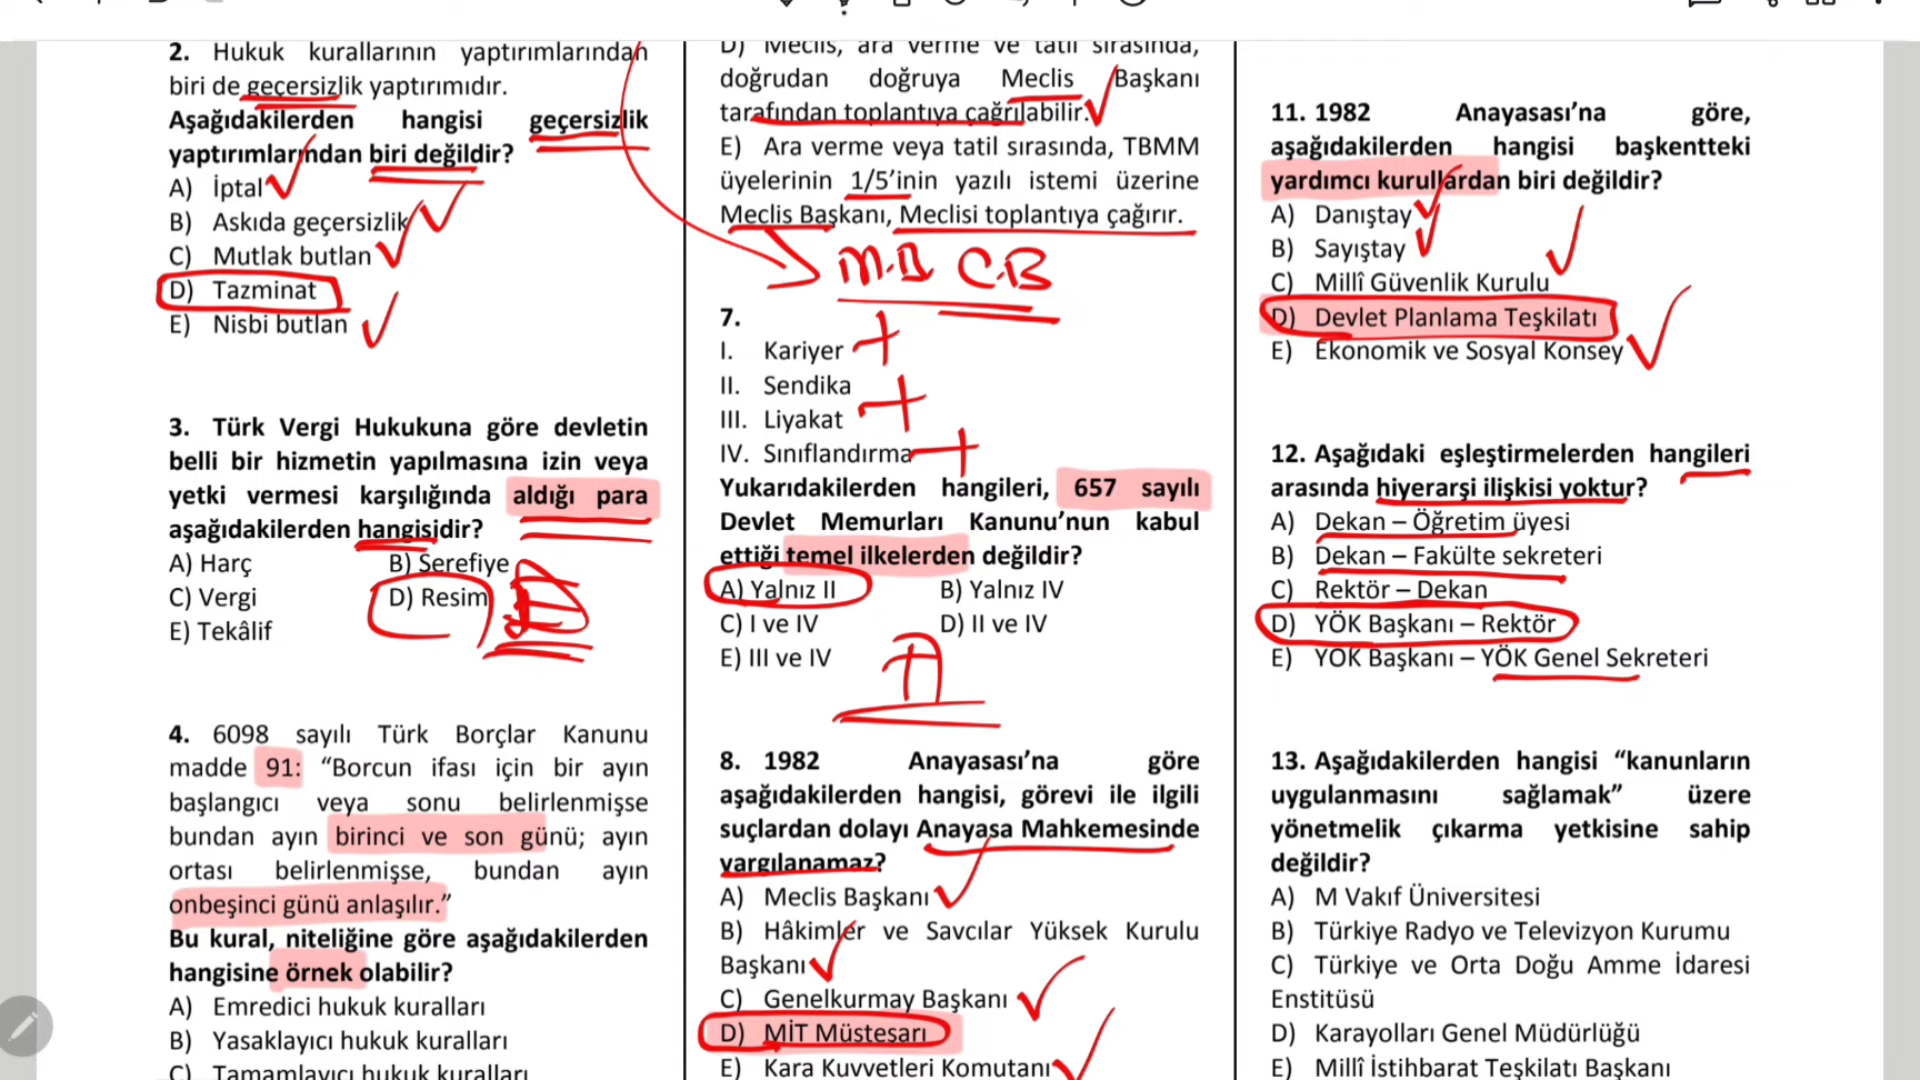 2. Hukuk kurallarının yaptırımlarından
biri de geçersizlik yaptırımıdır.
Aşağıdakilerden hangisi geçersizlik
yaptırımlarından biri değildir?
A) İptal
B) Askıda geçersizlik
C) Mutlak butlan
D) Tazminat
E) Nisbi butlan
3. Türk Vergi Hukukuna göre devletin
belli bir hizmetin yapılmasına izin veya
yetki vermesi karşılığında aldığı para
aşağıdakilerden hangisidir?
A) Harç B) Şerefiye
C) Vergi D) Resim
E) Tekâlif
4. 6098 sayılı Türk Borçlar Kanunu
madde 91: “Borcun ifası için bir ayın
başlangıcı veya sonu belirlenmişse
bundan ayın birinci ve son günü; ayın
ortası belirlenmişse, bundan ayın
onbeşinci günü anlaşılır.”
Bu kural, niteliğine göre aşağıdakilerden
hangisine örnek olabilir?
A) Emredici hukuk kuralları
B) Yasaklayıcı hukuk kuralları
C) Tamamlayıcı hukuk kuralları
D) Meclis, ara verme ve tatil sırasında,
doğrudan doğruya Meclis Başkanı
tarafından toplantıya çağrılabilir.
E) Ara verme veya tatil sırasında, TBMM
üyelerinin 1/5’inin yazılı istemi üzerine
Meclis Başkanı, Meclisi toplantıya çağırır.
M.B C.B
7.
I. Kariyer
II. Sendika
III. Liyakat
IV. Sınıflandırma
Yukarıdakilerden hangileri, 657 sayılı
Devlet Memurları Kanunu’nun kabul
ettiği temel ilkelerden değildir?
A) Yalnız II B) Yalnız IV
C) I ve IV D) II ve IV
E) III ve IV
A
8. 1982 Anayasası’na göre
aşağıdakilerden hangisi, görevi ile ilgili
suçlardan dolayı Anayasa Mahkemesinde
yargılanamaz?
A) Meclis Başkanı
B) Hâkimler ve Savcılar Yüksek Kurulu
Başkanı
C) Genelkurmay Başkanı
D) MİT Müsteşarı
E) Kara Kuvvetleri Komutanı
11. 1982 Anayasası’na göre,
aşağıdakilerden hangisi başkentteki
yardımcı kurullardan biri değildir?
A) Danıştay
B) Sayıştay
C) Millî Güvenlik Kurulu
D) Devlet Planlama Teşkilatı
E) Ekonomik ve Sosyal Konsey
12. Aşağıdaki eşleştirmelerden hangileri
arasında hiyerarşi ilişkisi yoktur?
A) Dekan – Öğretim üyesi
B) Dekan – Fakülte sekreteri
C) Rektör – Dekan
D) YÖK Başkanı – Rektör
E) YÖK Başkanı – YÖK Genel Sekreteri
13. Aşağıdakilerden hangisi “kanunların
uygulanmasını sağlamak” üzere
yönetmelik çıkarma yetkisine sahip
değildir?
A) M Vakıf Üniversitesi
B) Türkiye Radyo ve Televizyon Kurumu
C) Türkiye ve Orta Doğu Amme İdaresi
Enstitüsü
D) Karayolları Genel Müdürlüğü
E) Millî İstihbarat Teşkilatı Başkanı